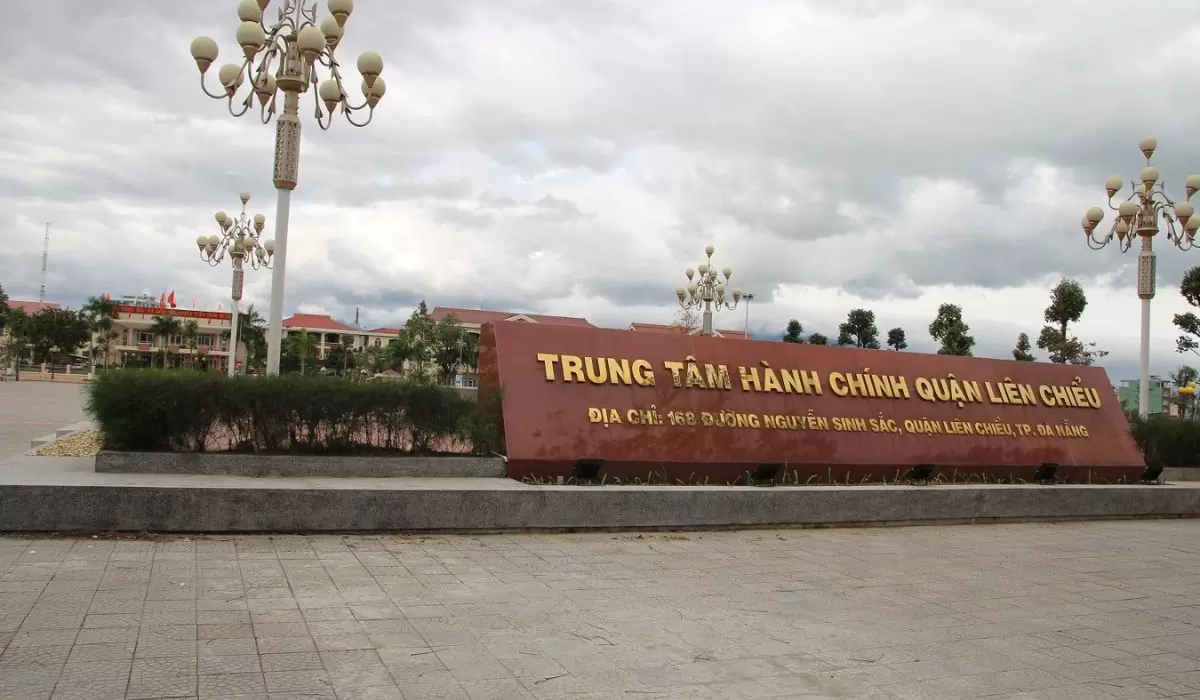 TRUNG TÂM HÀNH CHÍNH QUẬN LIÊN CHIỂU
ĐỊA CHỈ: 168 ĐƯỜNG NGUYỄN SINH SẮC, QUẬN LIÊN CHIỂU, TP. ĐÀ NẴNG